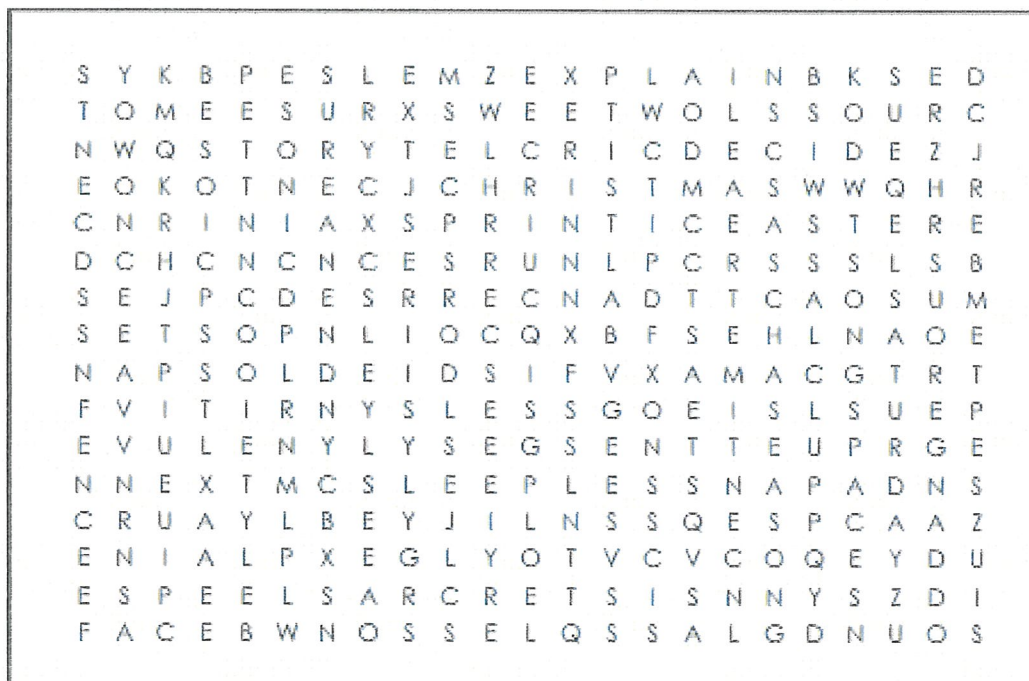 S Y K B P E S L E M Z E X P L A I N B K S E D
T O M E E S U R X S W E E T W O L S S O U R C
N W Q S T O R Y T E L C R I C D E C I D E Z J
E O K O T N E C J C H R I S T M A S W W Q H R
C N R I N I A X S P R I N T I C E A S T E R E
D C H C N C N C E S R U N L P C R S S S L S B
S E J P C D E S R R E C N A D T T C A O S U M
S E T S O P N L I O C Q X B F S E H L N A O E
N A P S O L D E I D S I F V X A M A C G T R T
F V I T I R N Y S L E S S G O E I S L S U E P
E V U L E N Y L Y S E G S E N T T E U P R G E
N N E X T M C S L E E P L E S S N A P A D N S
C R U A Y L B E Y J I L N S S Q E S P C A A Z
E N I A L P X E G L Y O T V C V C O Q E Y D U
E S P E E L S A R C R E T S I S N N Y S Z D I
F A C E B W N O S S E L Q S S A L G D N U O S